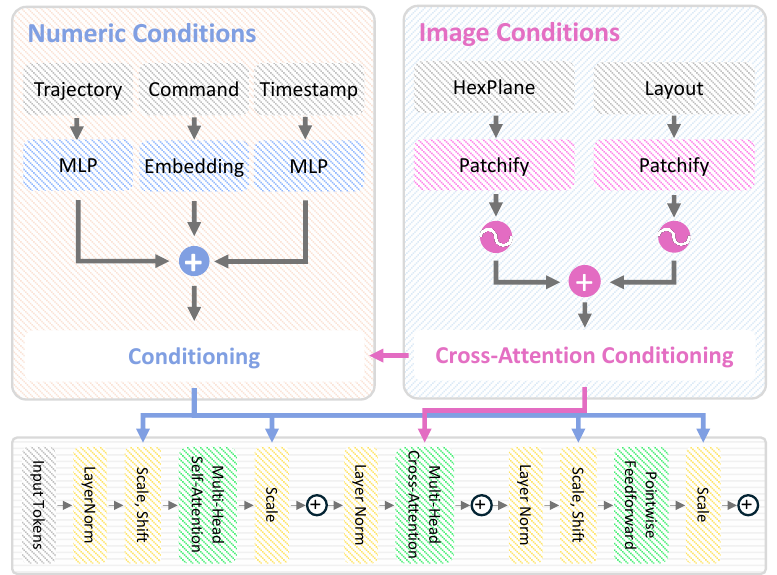 Numeric Conditions
Trajectory
Command
Timestamp
MLP
Embedding
MLP
Conditioning
Image Conditions
HexPlane
Layout
Patchify
Patchify
Cross-Attention Conditioning
Input Tokens
LayerNorm
Scale, Shift
Multi-Head
Self-Attention
Scale
Layer Norm
Multi-Head
Cross-Attention
Layer Norm
Scale, Shift
Pointwise
Feedforward
Scale